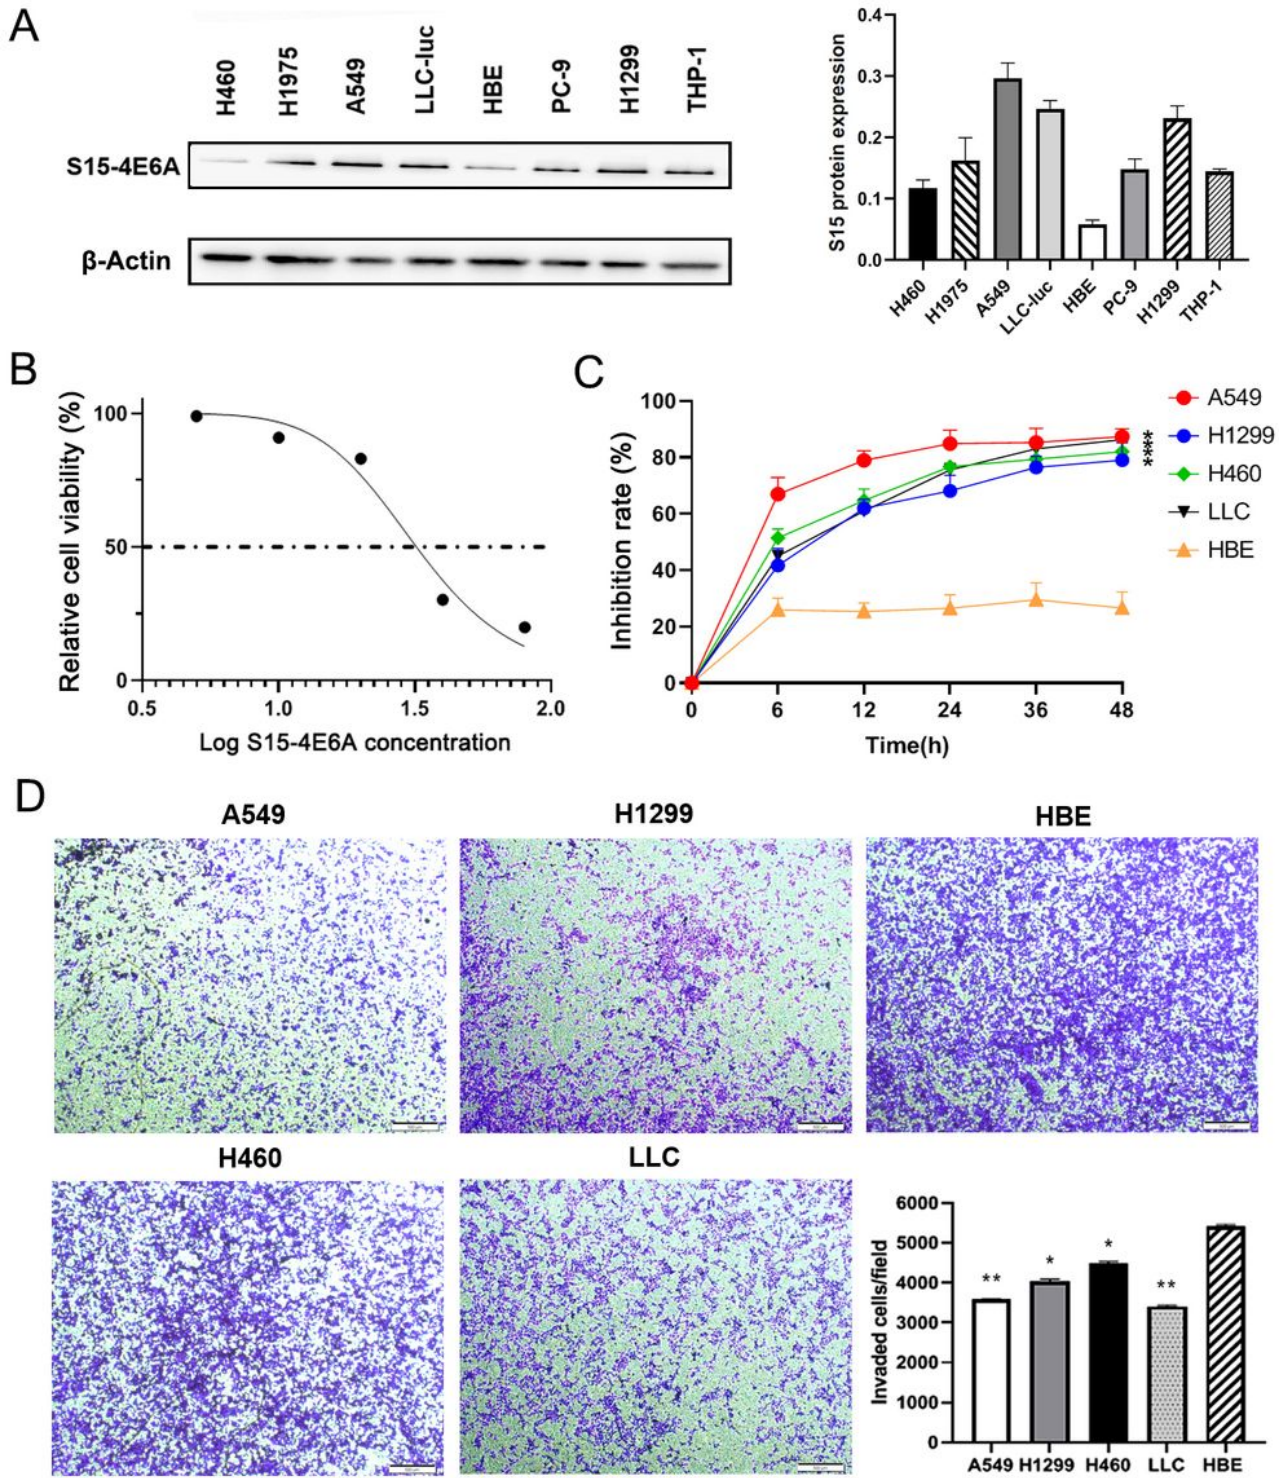 A
H460
H1975
A549
LLC-luc
HBE
PC-9
H1299
THP-1
S15-4E6A
β-Actin
S15 protein expression
0.4
0.3
0.2
0.1
0.0
H460
H1975
A549
LLC-luc
HBE
PC-9
H1299
THP-1
B
Relative cell viability (%)
100
50
0
0.5 1.0 1.5 2.0
Log S15-4E6A concentration
C
Inhibition rate (%)
100
80
60
40
20
0
0 6 12 24 36 48
Time(h)
A549
H1299
H460
LLC
HBE
****
D
A549
H1299
HBE
H460
LLC
Invaded cells/field
6000
5000
4000
3000
2000
1000
0
** * * **
A549 H1299 H460 LLC HBE